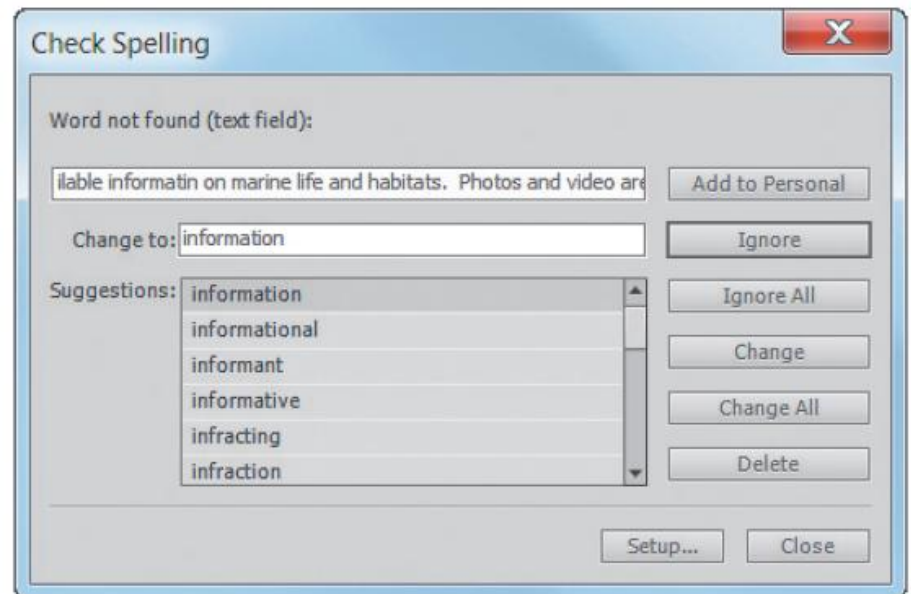 Check Spelling
X
Word not found (text field):
ilable informatin on marine life and habitats.  Photos and video are
Add to Personal
Change to: information
Ignore
Suggestions:
information
Ignore All
informational
informant
Change
informative
Change All
infracting
infraction
Delete
Setup...
Close